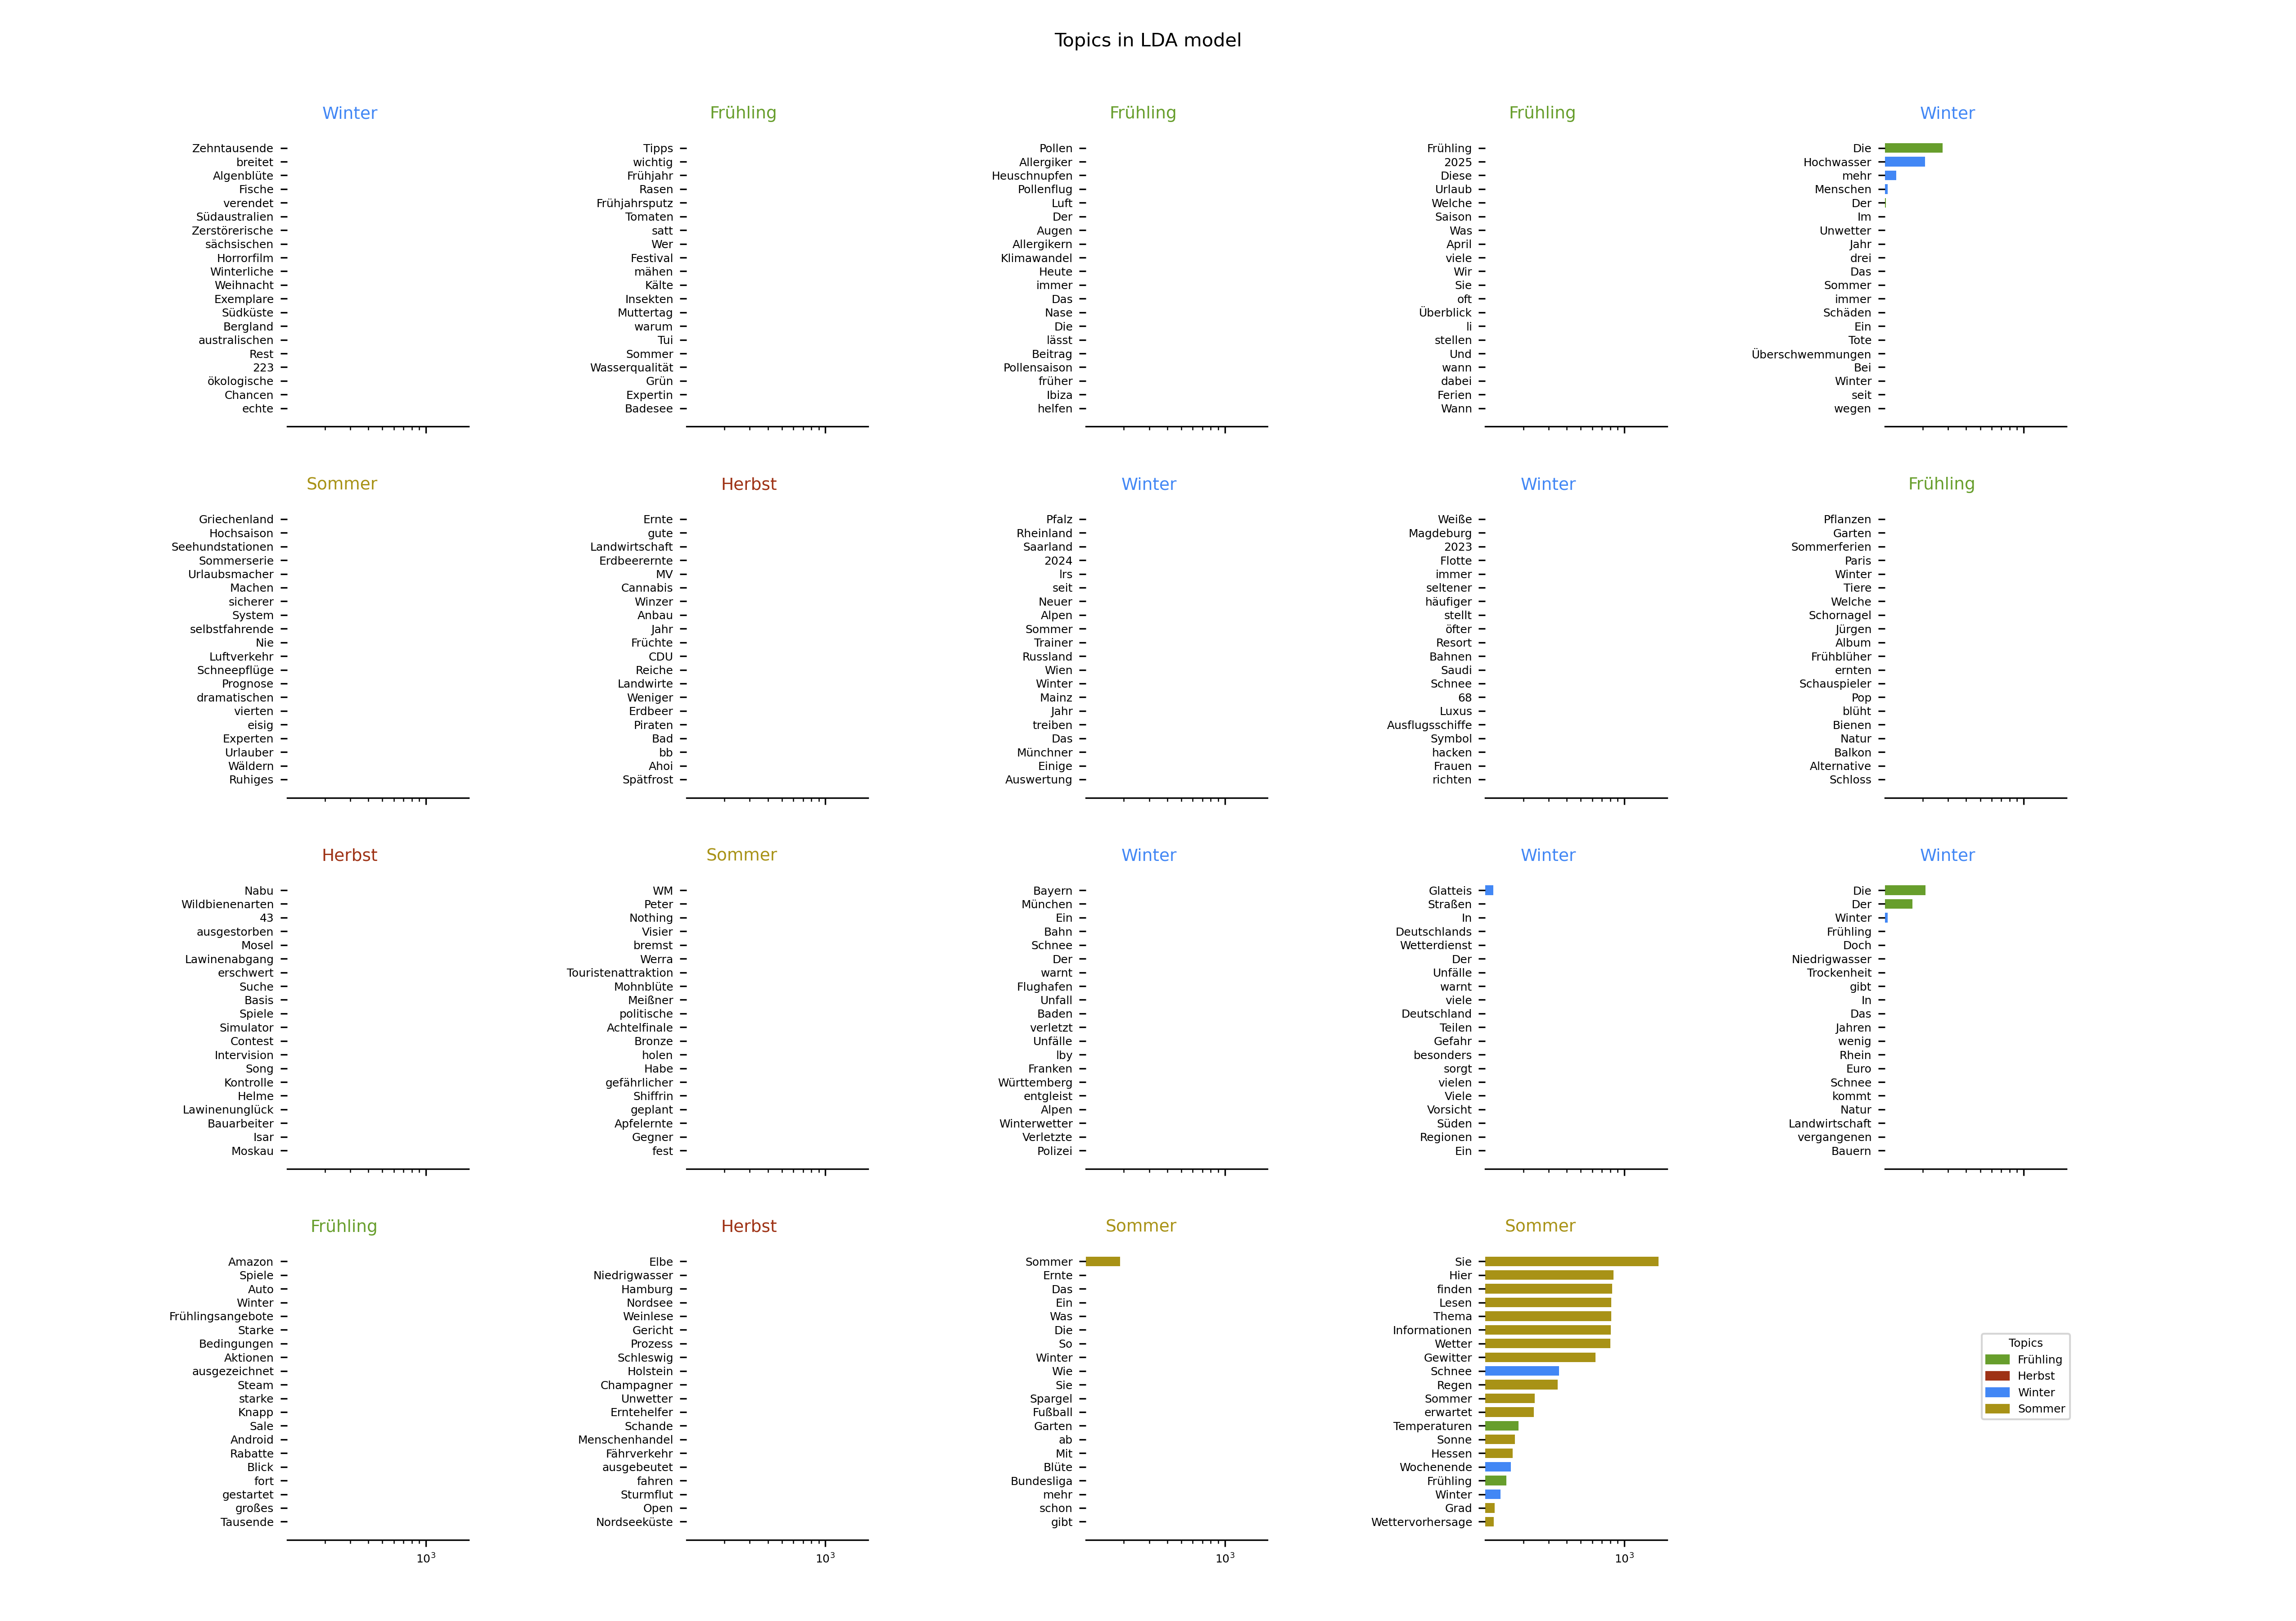 Topics in LDA model
Winter
Zehntausende
breitet
Algenblüte
Fische
verendet
Südaustralien
Zerstörerische
sächsischen
Horrorfilm
Winterliche
Weihnacht
Exemplare
Südküste
Bergland
australischen
Rest
223
ökologische
Chancen
echte
Frühling
Tipps
wichtig
Frühjahr
Rasen
Frühjahrsputz
Tomaten
satt
Wer
Festival
mähen
Kälte
Insekten
Muttertag
warum
Tui
Sommer
Wasserqualität
Grün
Expertin
Badesee
Frühling
Pollen
Allergiker
Heuschnupfen
Pollenflug
Luft
Der
Augen
Allergikern
Klimawandel
Heute
immer
Das
Nase
Die
lässt
Beitrag
Pollensaison
früher
Ibiza
helfen
Frühling
Frühling
2025
Diese
Urlaub
Welche
Saison
Was
April
viele
Wir
Sie
oft
Überblick
li
stellen
Und
wann
dabei
Ferien
Wann
Winter
Die
Hochwasser
mehr
Menschen
Der
Im
Unwetter
Jahr
drei
Das
Sommer
immer
Schäden
Ein
Tote
Überschwemmungen
Bei
Winter
seit
wegen
Sommer
Griechenland
Hochsaison
Seehundstationen
Sommerserie
Urlaubsmacher
Machen
sicherer
System
selbstfahrende
Nie
Luftverkehr
Schneepflüge
Prognose
dramatischen
vierten
eisig
Experten
Urlauber
Wäldern
Ruhiges
Herbst
Ernte
gute
Landwirtschaft
Erdbeerernte
MV
Cannabis
Winzer
Anbau
Jahr
Früchte
CDU
Reiche
Landwirte
Weniger
Erdbeer
Piraten
Bad
bb
Ahoi
Spätfrost
Winter
Pfalz
Rheinland
Saarland
2024
lrs
seit
Neuer
Alpen
Sommer
Trainer
Russland
Wien
Winter
Mainz
Jahr
treiben
Das
Münchner
Einige
Auswertung
Winter
Weiße
Magdeburg
2023
Flotte
immer
seltener
häufiger
stellt
öfter
Resort
Bahnen
Saudi
Schnee
68
Luxus
Ausflugsschiffe
Symbol
hacken
Frauen
richten
Frühling
Pflanzen
Garten
Sommerferien
Paris
Winter
Tiere
Welche
Schornagel
Jürgen
Album
Frühblüher
ernten
Schauspieler
Pop
blüht
Bienen
Natur
Balkon
Alternative
Schloss
Herbst
Nabu
Wildbienenarten
43
ausgestorben
Mosel
Lawinenabgang
erschwert
Suche
Basis
Spiele
Simulator
Contest
Intervision
Song
Kontrolle
Helme
Lawinenunglück
Bauarbeiter
Isar
Moskau
Sommer
WM
Peter
Nothing
Visier
bremst
Werra
Touristenattraktion
Mohnblüte
Meißner
politische
Achtelfinale
Bronze
holen
Habe
gefährlicher
Shiffrin
geplant
Apfelernte
Gegner
fest
Winter
Bayern
München
Ein
Bahn
Schnee
Der
warnt
Flughafen
Unfall
Baden
verletzt
Unfälle
lby
Franken
Württemberg
entgleist
Alpen
Winterwetter
Verletzte
Polizei
Winter
Glatteis
Straßen
In
Deutschlands
Wetterdienst
Der
Unfälle
warnt
viele
Deutschland
Teilen
Gefahr
besonders
sorgt
vielen
Viele
Vorsicht
Süden
Regionen
Ein
Winter
Die
Der
Winter
Frühling
Doch
Niedrigwasser
Trockenheit
gibt
In
Das
Jahren
wenig
Rhein
Euro
Schnee
kommt
Natur
Landwirtschaft
vergangenen
Bauern
Frühling
Amazon
Spiele
Auto
Winter
Frühlingsangebote
Starke
Bedingungen
Aktionen
ausgezeichnet
Steam
starke
Knapp
Sale
Android
Rabatte
Blick
fort
gestartet
großes
Tausende
10³
Herbst
Elbe
Niedrigwasser
Hamburg
Nordsee
Weinlese
Gericht
Prozess
Schleswig
Holstein
Champagner
Unwetter
Erntehelfer
Schande
Menschenhandel
Fährverkehr
ausgebeutet
fahren
Sturmflut
Open
Nordseeküste
10³
Sommer
Sommer
Ernte
Das
Ein
Was
Die
So
Winter
Wie
Sie
Spargel
Fußball
Garten
ab
Mit
Blüte
Bundesliga
mehr
schon
gibt
10³
Sommer
Sie
Hier
finden
Lesen
Thema
Informationen
Wetter
Gewitter
Schnee
Regen
Sommer
erwartet
Temperaturen
Sonne
Hessen
Wochenende
Frühling
Winter
Grad
Wettervorhersage
10³
Topics
Frühling
Herbst
Winter
Sommer